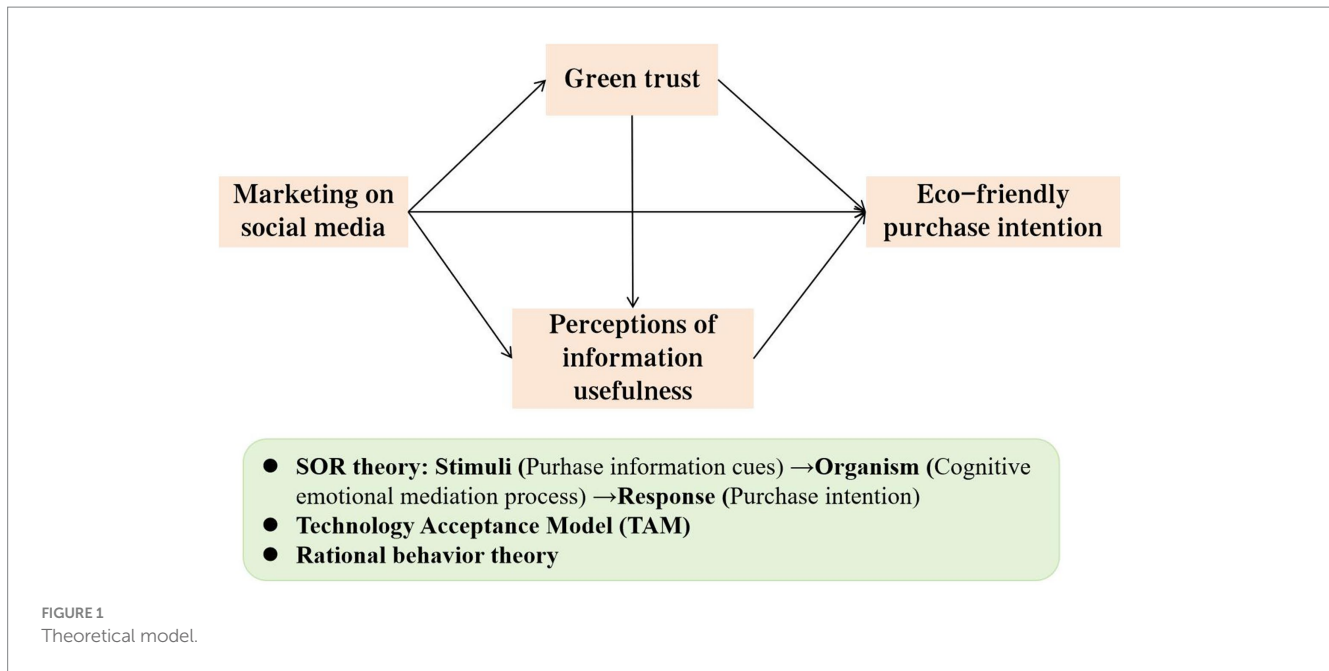 Green trust
Marketing on
social media
Eco-friendly
purchase intention
Perceptions of
information
usefulness
● SOR theory: Stimuli (Purhase information cues) →Organism (Cognitive
emotional mediation process) →Response (Purchase intention)
● Technology Acceptance Model (TAM)
● Rational behavior theory
FIGURE 1
Theoretical model.